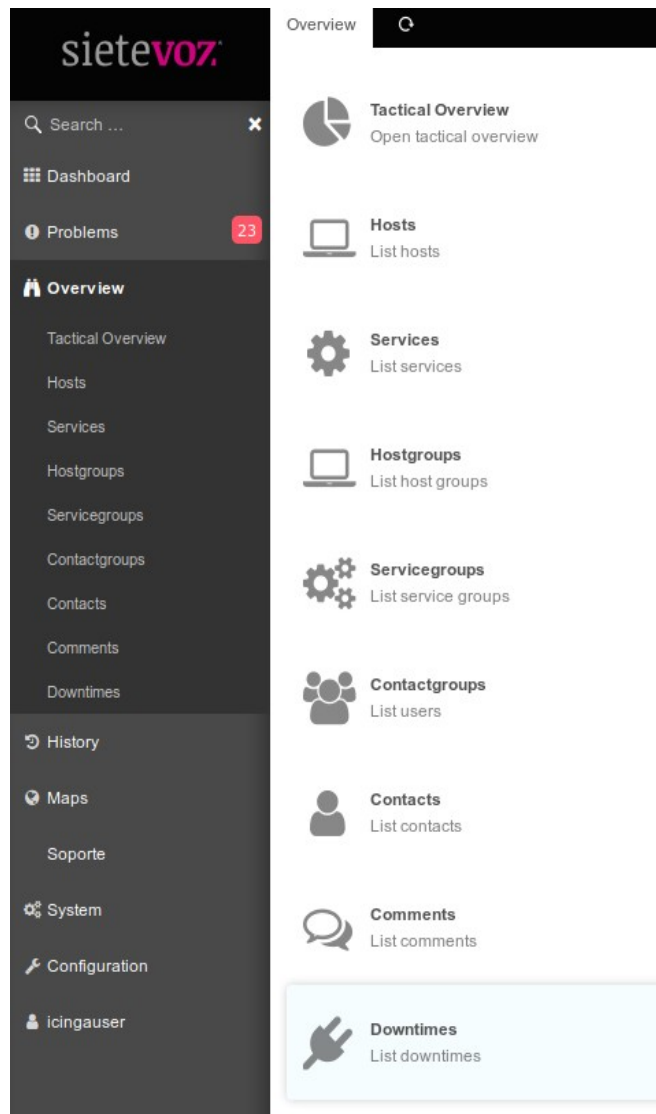 sietevoz
Search ...
Dashboard
Problems
23
Overview
Tactical Overview
Hosts
Services
Hostgroups
Servicegroups
Contactgroups
Contacts
Comments
Downtimes
History
Maps
Soporte
System
Configuration
icingauser
Overview
Tactical Overview
Open tactical overview
Hosts
List hosts
Services
List services
Hostgroups
List host groups
Servicegroups
List service groups
Contactgroups
List users
Contacts
List contacts
Comments
List comments
Downtimes
List downtimes